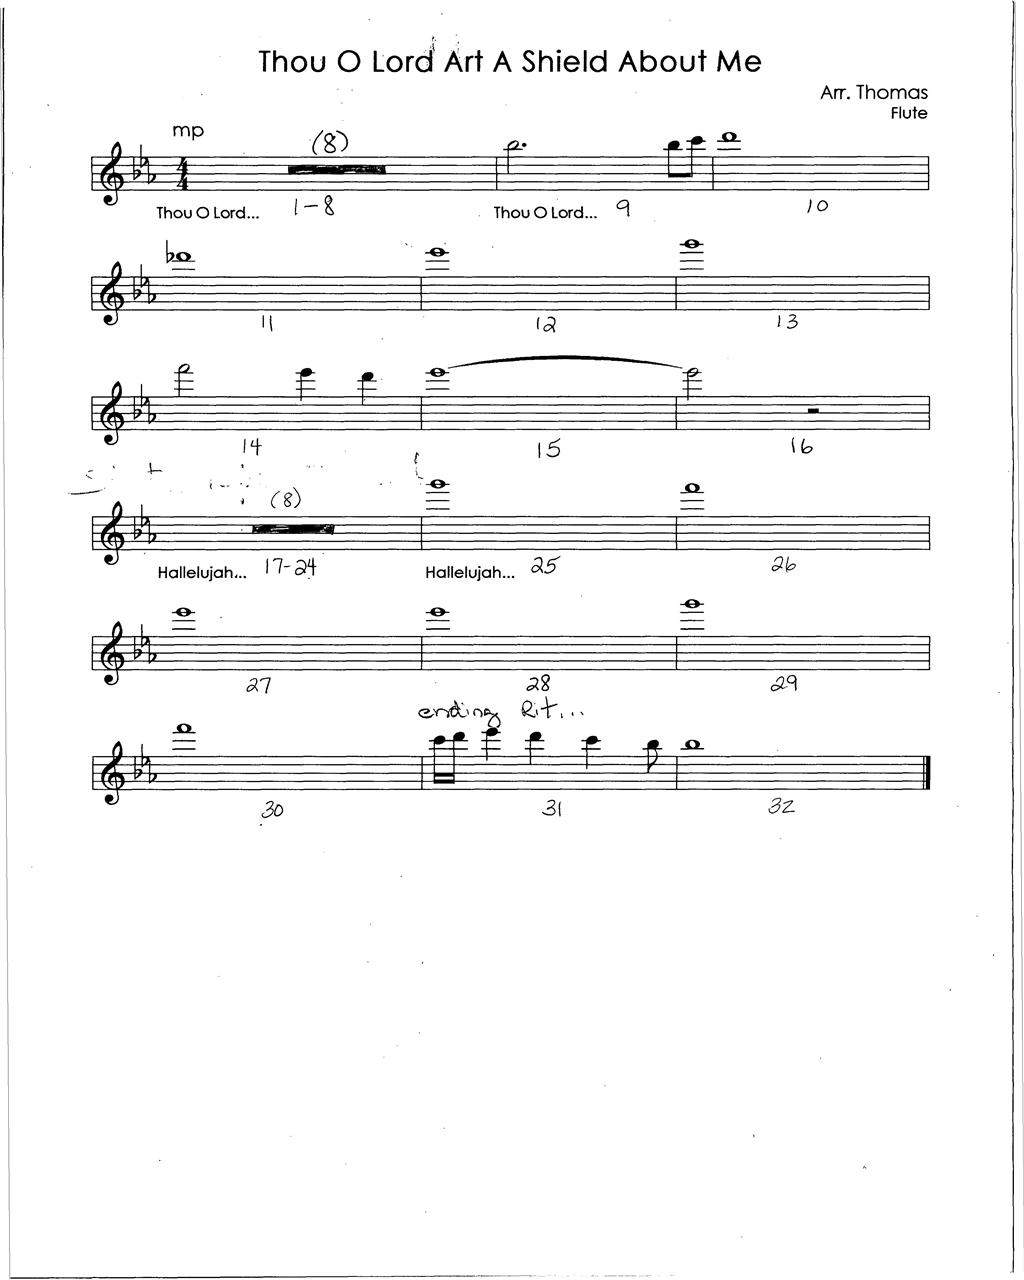 Thou O Lord Art A Shield About Me
Arr. Thomas
Flute
mp
(8)
Thou O Lord... 1-8 Thou O Lord... 9 10
11 12 13
14 15 16
(8)
Hallelujah... 17-24 Hallelujah... 25 26
27 28 29
ending Rit...
30 31 32